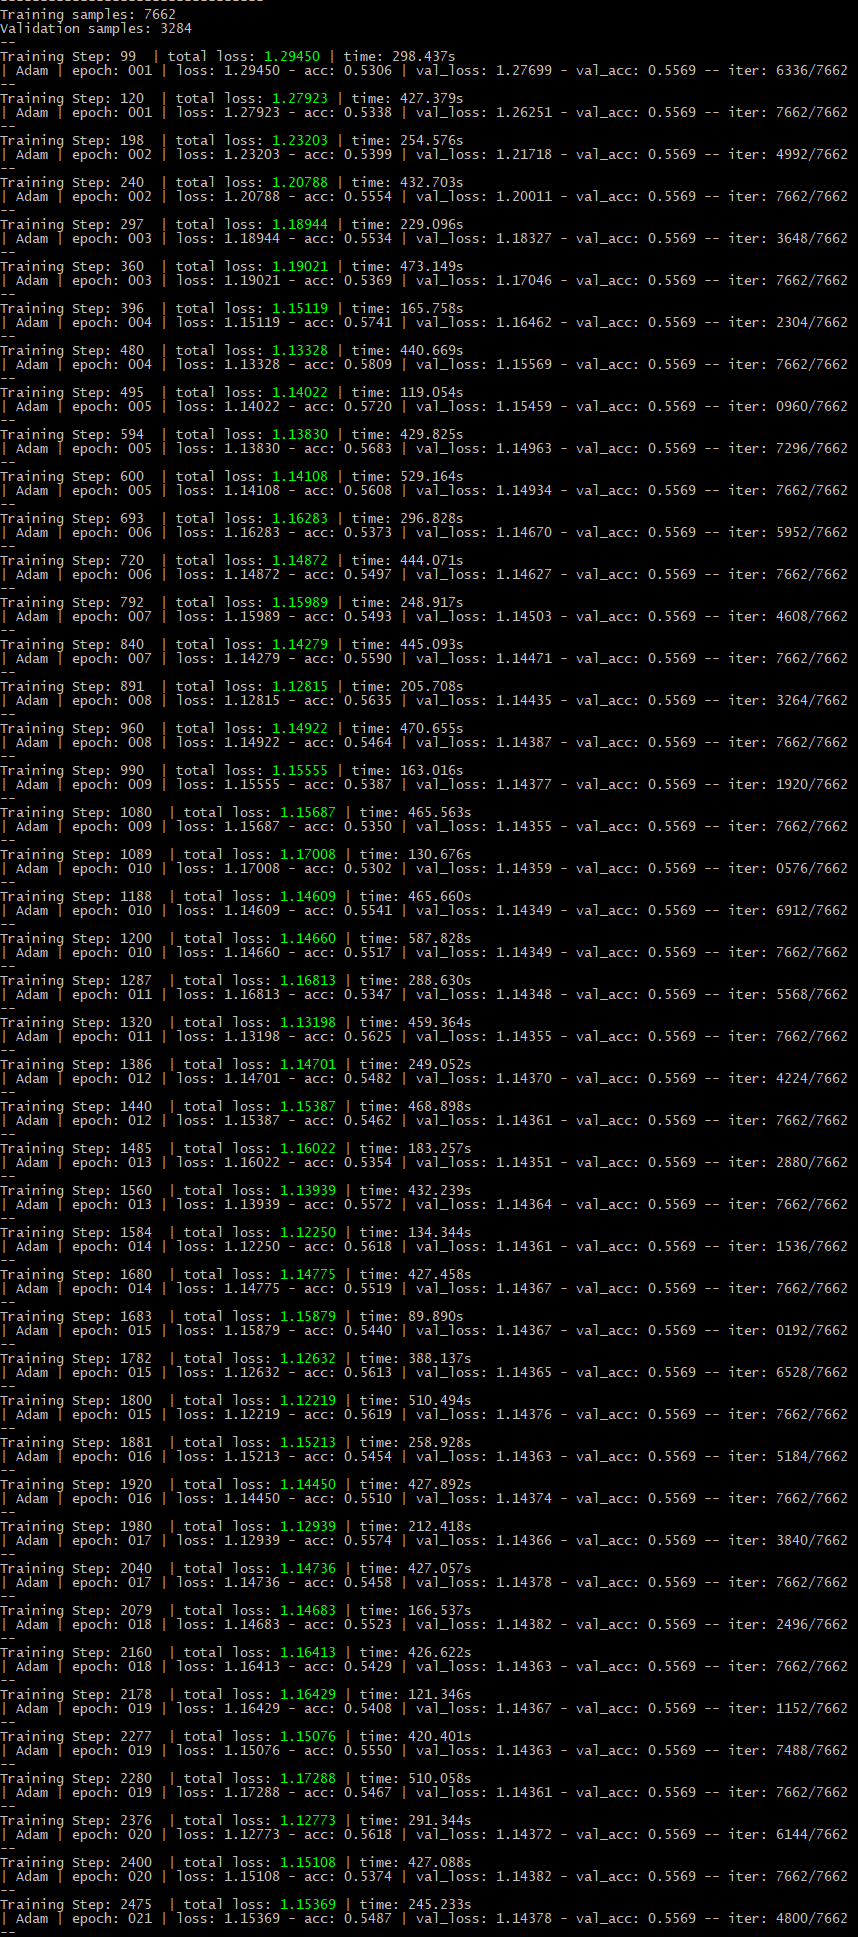 ---------------------------------
Training samples: 7662
Validation samples: 3284
--
Training Step: 99  | total loss: 1.29450 | time: 298.437s
| Adam | epoch: 001 | loss: 1.29450 - acc: 0.5306 | val_loss: 1.27699 - val_acc: 0.5569 -- iter: 6336/7662
--
Training Step: 120  | total loss: 1.27923 | time: 427.379s
| Adam | epoch: 001 | loss: 1.27923 - acc: 0.5338 | val_loss: 1.26251 - val_acc: 0.5569 -- iter: 7662/7662
--
Training Step: 198  | total loss: 1.23203 | time: 254.576s
| Adam | epoch: 002 | loss: 1.23203 - acc: 0.5399 | val_loss: 1.21718 - val_acc: 0.5569 -- iter: 4992/7662
--
Training Step: 240  | total loss: 1.20788 | time: 432.703s
| Adam | epoch: 002 | loss: 1.20788 - acc: 0.5554 | val_loss: 1.20011 - val_acc: 0.5569 -- iter: 7662/7662
--
Training Step: 297  | total loss: 1.18944 | time: 229.096s
| Adam | epoch: 003 | loss: 1.18944 - acc: 0.5534 | val_loss: 1.18327 - val_acc: 0.5569 -- iter: 3648/7662
--
Training Step: 360  | total loss: 1.19021 | time: 473.149s
| Adam | epoch: 003 | loss: 1.19021 - acc: 0.5369 | val_loss: 1.17046 - val_acc: 0.5569 -- iter: 7662/7662
--
Training Step: 396  | total loss: 1.15119 | time: 165.758s
| Adam | epoch: 004 | loss: 1.15119 - acc: 0.5741 | val_loss: 1.16462 - val_acc: 0.5569 -- iter: 2304/7662
--
Training Step: 480  | total loss: 1.13328 | time: 440.669s
| Adam | epoch: 004 | loss: 1.13328 - acc: 0.5809 | val_loss: 1.15569 - val_acc: 0.5569 -- iter: 7662/7662
--
Training Step: 495  | total loss: 1.14022 | time: 119.054s
| Adam | epoch: 005 | loss: 1.14022 - acc: 0.5720 | val_loss: 1.15459 - val_acc: 0.5569 -- iter: 0960/7662
--
Training Step: 594  | total loss: 1.13830 | time: 429.825s
| Adam | epoch: 005 | loss: 1.13830 - acc: 0.5683 | val_loss: 1.14963 - val_acc: 0.5569 -- iter: 7296/7662
--
Training Step: 600  | total loss: 1.14108 | time: 529.164s
| Adam | epoch: 005 | loss: 1.14108 - acc: 0.5608 | val_loss: 1.14934 - val_acc: 0.5569 -- iter: 7662/7662
--
Training Step: 693  | total loss: 1.16283 | time: 296.828s
| Adam | epoch: 006 | loss: 1.16283 - acc: 0.5373 | val_loss: 1.14670 - val_acc: 0.5569 -- iter: 5952/7662
--
Training Step: 720  | total loss: 1.14872 | time: 444.071s
| Adam | epoch: 006 | loss: 1.14872 - acc: 0.5497 | val_loss: 1.14627 - val_acc: 0.5569 -- iter: 7662/7662
--
Training Step: 792  | total loss: 1.15989 | time: 248.917s
| Adam | epoch: 007 | loss: 1.15989 - acc: 0.5493 | val_loss: 1.14503 - val_acc: 0.5569 -- iter: 4608/7662
--
Training Step: 840  | total loss: 1.14279 | time: 445.093s
| Adam | epoch: 007 | loss: 1.14279 - acc: 0.5590 | val_loss: 1.14471 - val_acc: 0.5569 -- iter: 7662/7662
--
Training Step: 891  | total loss: 1.12815 | time: 205.708s
| Adam | epoch: 008 | loss: 1.12815 - acc: 0.5635 | val_loss: 1.14435 - val_acc: 0.5569 -- iter: 3264/7662
--
Training Step: 960  | total loss: 1.14922 | time: 470.655s
| Adam | epoch: 008 | loss: 1.14922 - acc: 0.5464 | val_loss: 1.14387 - val_acc: 0.5569 -- iter: 7662/7662
--
Training Step: 990  | total loss: 1.15555 | time: 163.016s
| Adam | epoch: 009 | loss: 1.15555 - acc: 0.5387 | val_loss: 1.14377 - val_acc: 0.5569 -- iter: 1920/7662
--
Training Step: 1080  | total loss: 1.15687 | time: 465.563s
| Adam | epoch: 009 | loss: 1.15687 - acc: 0.5350 | val_loss: 1.14355 - val_acc: 0.5569 -- iter: 7662/7662
--
Training Step: 1089  | total loss: 1.17008 | time: 130.676s
| Adam | epoch: 010 | loss: 1.17008 - acc: 0.5302 | val_loss: 1.14359 - val_acc: 0.5569 -- iter: 0576/7662
--
Training Step: 1188  | total loss: 1.14609 | time: 465.660s
| Adam | epoch: 010 | loss: 1.14609 - acc: 0.5541 | val_loss: 1.14349 - val_acc: 0.5569 -- iter: 6912/7662
--
Training Step: 1200  | total loss: 1.14660 | time: 587.828s
| Adam | epoch: 010 | loss: 1.14660 - acc: 0.5517 | val_loss: 1.14349 - val_acc: 0.5569 -- iter: 7662/7662
--
Training Step: 1287  | total loss: 1.16813 | time: 288.630s
| Adam | epoch: 011 | loss: 1.16813 - acc: 0.5347 | val_loss: 1.14348 - val_acc: 0.5569 -- iter: 5568/7662
--
Training Step: 1320  | total loss: 1.13198 | time: 459.364s
| Adam | epoch: 011 | loss: 1.13198 - acc: 0.5625 | val_loss: 1.14355 - val_acc: 0.5569 -- iter: 7662/7662
--
Training Step: 1386  | total loss: 1.14701 | time: 249.052s
| Adam | epoch: 012 | loss: 1.14701 - acc: 0.5482 | val_loss: 1.14370 - val_acc: 0.5569 -- iter: 4224/7662
--
Training Step: 1440  | total loss: 1.15387 | time: 468.898s
| Adam | epoch: 012 | loss: 1.15387 - acc: 0.5462 | val_loss: 1.14361 - val_acc: 0.5569 -- iter: 7662/7662
--
Training Step: 1485  | total loss: 1.16022 | time: 183.257s
| Adam | epoch: 013 | loss: 1.16022 - acc: 0.5354 | val_loss: 1.14351 - val_acc: 0.5569 -- iter: 2880/7662
--
Training Step: 1560  | total loss: 1.13939 | time: 432.239s
| Adam | epoch: 013 | loss: 1.13939 - acc: 0.5572 | val_loss: 1.14364 - val_acc: 0.5569 -- iter: 7662/7662
--
Training Step: 1584  | total loss: 1.12250 | time: 134.344s
| Adam | epoch: 014 | loss: 1.12250 - acc: 0.5618 | val_loss: 1.14361 - val_acc: 0.5569 -- iter: 1536/7662
--
Training Step: 1680  | total loss: 1.14775 | time: 427.458s
| Adam | epoch: 014 | loss: 1.14775 - acc: 0.5519 | val_loss: 1.14367 - val_acc: 0.5569 -- iter: 7662/7662
--
Training Step: 1683  | total loss: 1.15879 | time: 89.890s
| Adam | epoch: 015 | loss: 1.15879 - acc: 0.5440 | val_loss: 1.14367 - val_acc: 0.5569 -- iter: 0192/7662
--
Training Step: 1782  | total loss: 1.12632 | time: 388.137s
| Adam | epoch: 015 | loss: 1.12632 - acc: 0.5613 | val_loss: 1.14365 - val_acc: 0.5569 -- iter: 6528/7662
--
Training Step: 1800  | total loss: 1.12219 | time: 510.494s
| Adam | epoch: 015 | loss: 1.12219 - acc: 0.5619 | val_loss: 1.14376 - val_acc: 0.5569 -- iter: 7662/7662
--
Training Step: 1881  | total loss: 1.15213 | time: 258.928s
| Adam | epoch: 016 | loss: 1.15213 - acc: 0.5454 | val_loss: 1.14363 - val_acc: 0.5569 -- iter: 5184/7662
--
Training Step: 1920  | total loss: 1.14450 | time: 427.892s
| Adam | epoch: 016 | loss: 1.14450 - acc: 0.5510 | val_loss: 1.14374 - val_acc: 0.5569 -- iter: 7662/7662
--
Training Step: 1980  | total loss: 1.12939 | time: 212.418s
| Adam | epoch: 017 | loss: 1.12939 - acc: 0.5574 | val_loss: 1.14366 - val_acc: 0.5569 -- iter: 3840/7662
--
Training Step: 2040  | total loss: 1.14736 | time: 427.057s
| Adam | epoch: 017 | loss: 1.14736 - acc: 0.5458 | val_loss: 1.14378 - val_acc: 0.5569 -- iter: 7662/7662
--
Training Step: 2079  | total loss: 1.14683 | time: 166.537s
| Adam | epoch: 018 | loss: 1.14683 - acc: 0.5523 | val_loss: 1.14382 - val_acc: 0.5569 -- iter: 2496/7662
--
Training Step: 2160  | total loss: 1.16413 | time: 426.622s
| Adam | epoch: 018 | loss: 1.16413 - acc: 0.5429 | val_loss: 1.14363 - val_acc: 0.5569 -- iter: 7662/7662
--
Training Step: 2178  | total loss: 1.16429 | time: 121.346s
| Adam | epoch: 019 | loss: 1.16429 - acc: 0.5408 | val_loss: 1.14367 - val_acc: 0.5569 -- iter: 1152/7662
--
Training Step: 2277  | total loss: 1.15076 | time: 420.401s
| Adam | epoch: 019 | loss: 1.15076 - acc: 0.5550 | val_loss: 1.14363 - val_acc: 0.5569 -- iter: 7488/7662
--
Training Step: 2280  | total loss: 1.17288 | time: 510.058s
| Adam | epoch: 019 | loss: 1.17288 - acc: 0.5467 | val_loss: 1.14361 - val_acc: 0.5569 -- iter: 7662/7662
--
Training Step: 2376  | total loss: 1.12773 | time: 291.344s
| Adam | epoch: 020 | loss: 1.12773 - acc: 0.5618 | val_loss: 1.14372 - val_acc: 0.5569 -- iter: 6144/7662
--
Training Step: 2400  | total loss: 1.15108 | time: 427.088s
| Adam | epoch: 020 | loss: 1.15108 - acc: 0.5374 | val_loss: 1.14382 - val_acc: 0.5569 -- iter: 7662/7662
--
Training Step: 2475  | total loss: 1.15369 | time: 245.233s
| Adam | epoch: 021 | loss: 1.15369 - acc: 0.5487 | val_loss: 1.14378 - val_acc: 0.5569 -- iter: 4800/7662
--